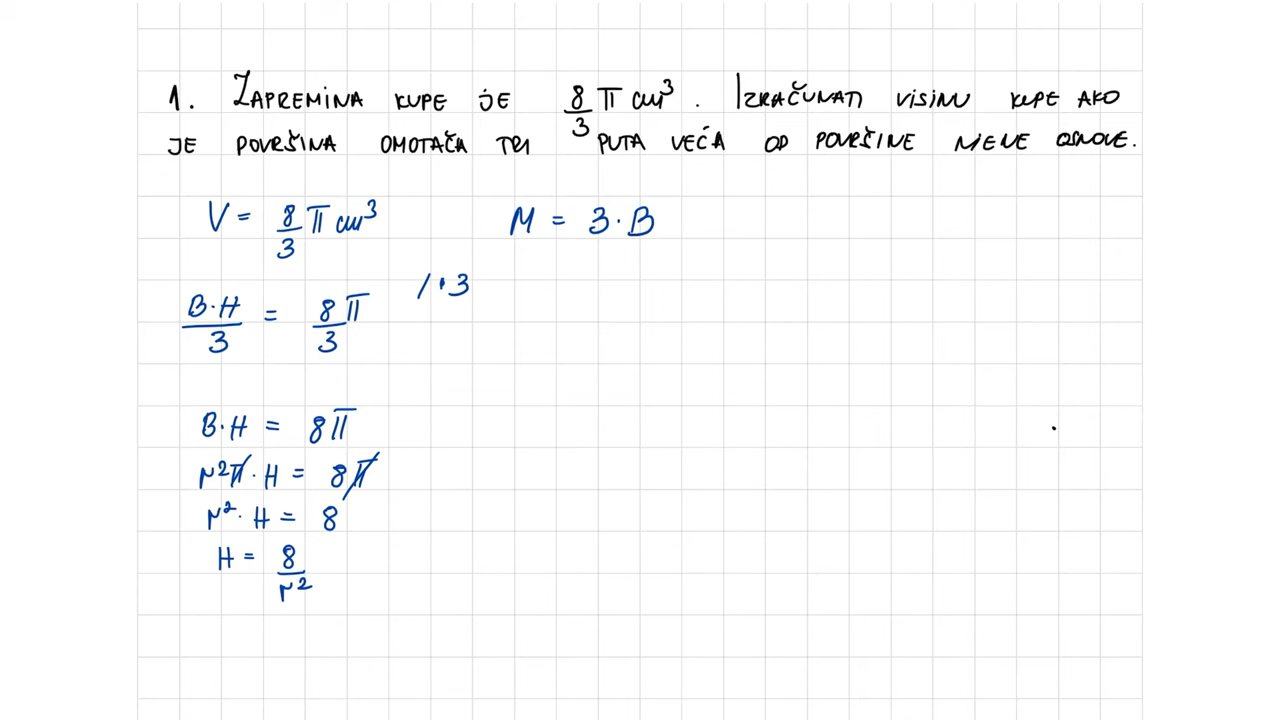 1. ZAPREMINA KUPE JE 8/3 π cm³. IZRAČUNATI VISINU KUPE AKO
JE POVRŠINA OMOTAČA TRI PUTA VEĆA OD POVRŠINE NJENE OSNOVE.
V = 8/3 π cm³
M = 3 · B
B·H/3 = 8/3 π /·3
B·H = 8π
r²π · H = 8π
r² · H = 8
H = 8/r²